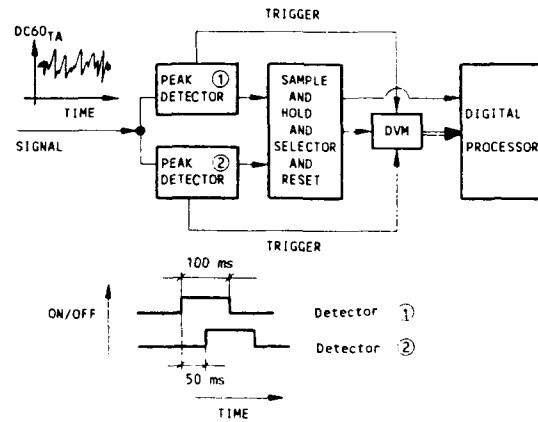 TRIGGER
DC60TA
TIME
SIGNAL
PEAK ①
DETECTOR
PEAK ②
DETECTOR
SAMPLE
AND
HOLD
AND
SELECTOR
AND
RESET
DVM
DIGITAL
PROCESSOR
TRIGGER
100 ms
ON/OFF
Detector ①
Detector ②
50 ms
TIME